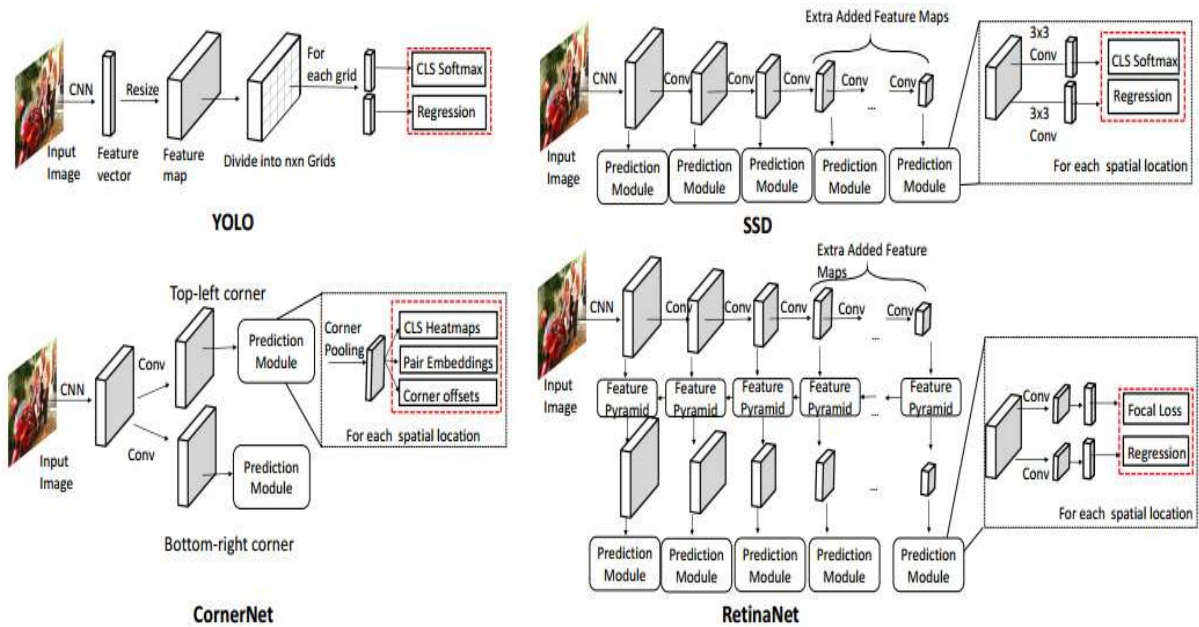 For
each grid
CNN
Resize
CLS Softmax
Regression
Input
Image
Feature
vector
Feature
map
Divide into nxn Grids
YOLO
Extra Added Feature Maps
CNN
Conv
Conv
Conv
Conv
Conv
...
3x3
Conv
CLS Softmax
Regression
3x3
Conv
Input
Image
Prediction
Module
Prediction
Module
Prediction
Module
Prediction
Module
Prediction
Module
For each spatial location
SSD
Top-left corner
CNN
Conv
Conv
Prediction
Module
Corner
Pooling
CLS Heatmaps
Pair Embeddings
Corner offsets
For each spatial location
Input
Image
Prediction
Module
Bottom-right corner
CornerNet
Extra Added Feature
Maps
CNN
Conv
Conv
Conv
Conv
Conv
...
Input
Image
Feature
Pyramid
Feature
Pyramid
Feature
Pyramid
Feature
Pyramid
...
Feature
Pyramid
...
Conv
Conv
Focal Loss
Regression
For each spatial location
Prediction
Module
Prediction
Module
Prediction
Module
Prediction
Module
...
Prediction
Module
RetinaNet